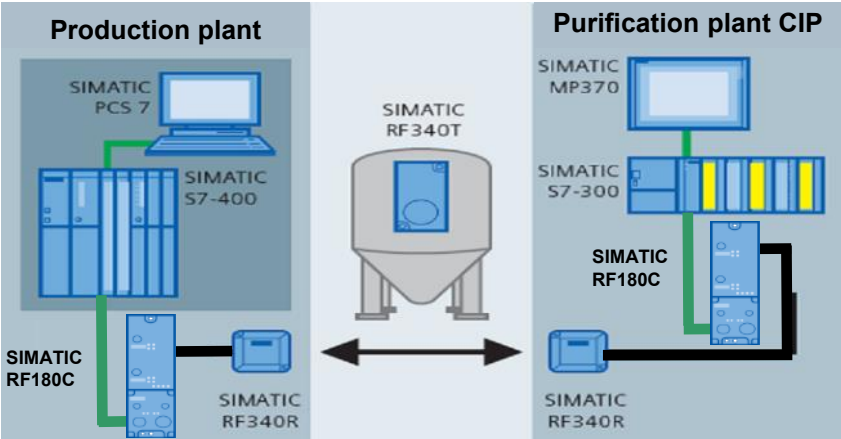 Production plant
SIMATIC
PCS 7
SIMATIC
S7-400
SIMATIC
RF180C
SIMATIC
RF340R
SIMATIC
RF340T
Purification plant CIP
SIMATIC
MP370
SIMATIC
S7-300
SIMATIC
RF180C
SIMATIC
RF340R